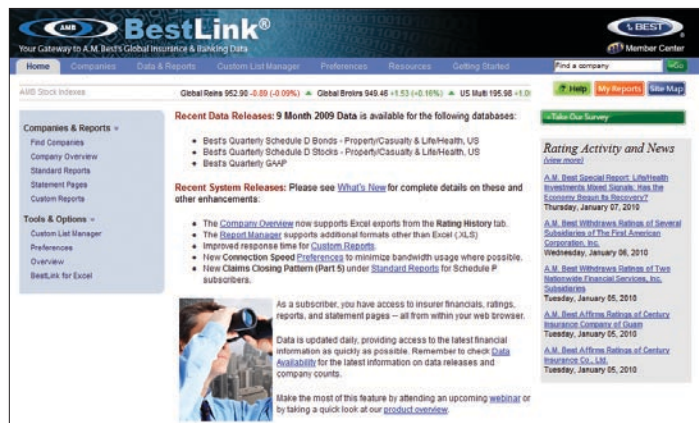 AMB BestLink®
Your Gateway to A.M. Best's Global Insurance & Banking Data
BEST
Member Center
Home Companies Data & Reports Custom List Manager Preferences Resources Getting Started
Find a company Go
AMB Stock Indexes Global Reins 952.90 -0.89 (-0.09%) Global Brokrs 949.46 +1.53 (+0.16%) US Multi 195.98 +1.0
? Help My Reports Site Map
Companies & Reports
Find Companies
Company Overview
Standard Reports
Statement Pages
Custom Reports
Tools & Options
Custom List Manager
Preferences
Overview
BestLink for Excel
Recent Data Releases: 9 Month 2009 Data is available for the following databases:
• Best's Quarterly Schedule D Bonds - Property/Casualty & Life/Health, US
• Best's Quarterly Schedule D Stocks - Property/Casualty & Life/Health, US
• Best's Quarterly GAAP
Recent System Releases: Please see What's New for complete details on these and
other enhancements:
• The Company Overview now supports Excel exports from the Rating History tab.
• The Report Manager supports additional formats other than Excel (.XLS)
• Improved response time for Custom Reports.
• New Connection Speed Preferences to minimize bandwidth usage where possible.
• New Claims Closing Pattern (Part 5) under Standard Reports for Schedule P
subscribers.
As a subscriber, you have access to insurer financials, ratings,
reports, and statement pages -- all from within your web browser.
Data is updated daily, providing access to the latest financial
information as quickly as possible. Remember to check Data
Availability for the latest information on data releases and
company counts.
Make the most of this feature by attending an upcoming webinar or
by taking a quick look at our product overview.
Take Our Survey
Rating Activity and News
(view more)
A.M. Best Special Report: Life/Health
Investments Mixed Signals: Has the
Economy Begun Its Recovery?
Thursday, January 07, 2010
A.M. Best Withdraws Ratings of Several
Subsidiaries of The First American
Corporation, Inc.
Wednesday, January 06, 2010
A.M. Best Withdraws Ratings of Two
Nationwide Financial Services, Inc.
Subsidiaries
Tuesday, January 05, 2010
A.M. Best Affirms Ratings of Century
Insurance Company of Guam
Tuesday, January 05, 2010
A.M. Best Affirms Ratings of Century
Insurance Co., Ltd.
Tuesday, January 05, 2010